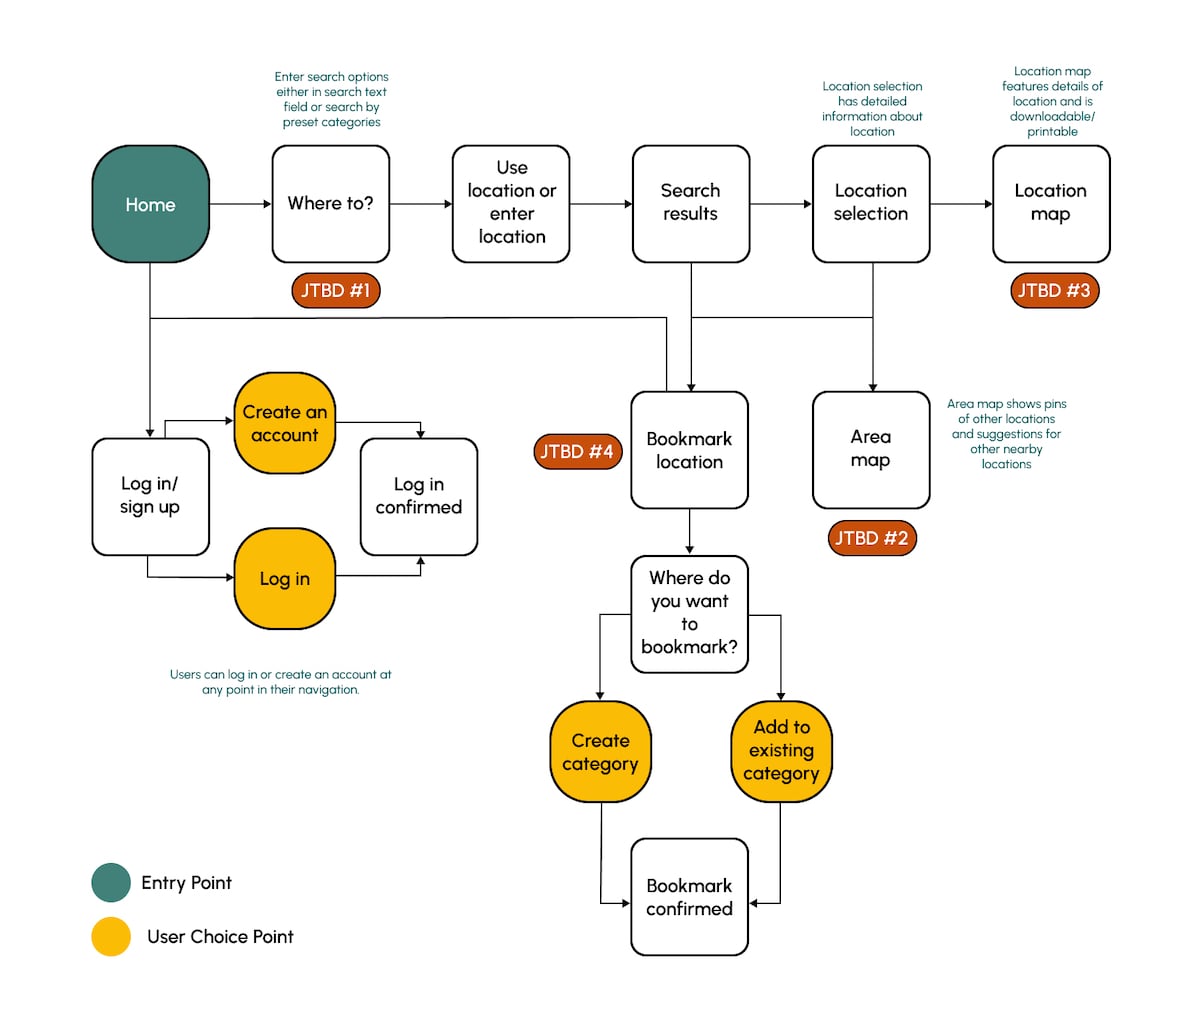 Enter search options
either in search text
field or search by
preset categories
Location selection
has detailed
information about
location
Location map
features details of
location and is
downloadable/
printable
Home
Where to?
Use
location or
enter
location
Search
results
Location
selection
Location
map
JTBD #1
JTBD #3
Create an
account
Log in/
sign up
Log in
confirmed
Log in
Users can log in or create an account at
any point in their navigation.
JTBD #4
Bookmark
location
Area
map
Area map shows pins
of other locations
and suggestions for
other nearby
locations
JTBD #2
Where do
you want
to
bookmark?
Create
category
Add to
existing
category
Bookmark
confirmed
Entry Point
User Choice Point